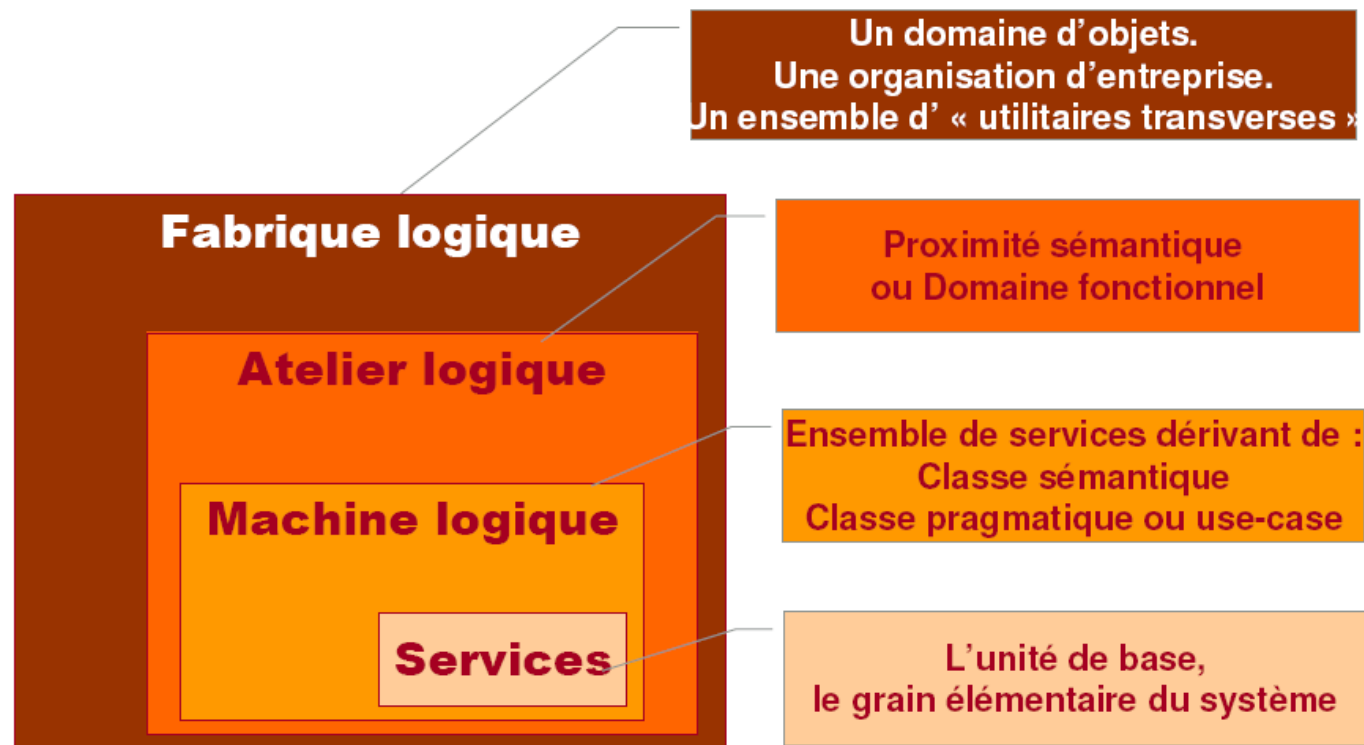 Un domaine d’objets.
Une organisation d’entreprise.
Un ensemble d’ « utilitaires transverses »
Fabrique logique
Proximité sémantique
ou Domaine fonctionnel
Atelier logique
Ensemble de services dérivant de :
Classe sémantique
Classe pragmatique ou use-case
Machine logique
Services
L’unité de base,
le grain élémentaire du système